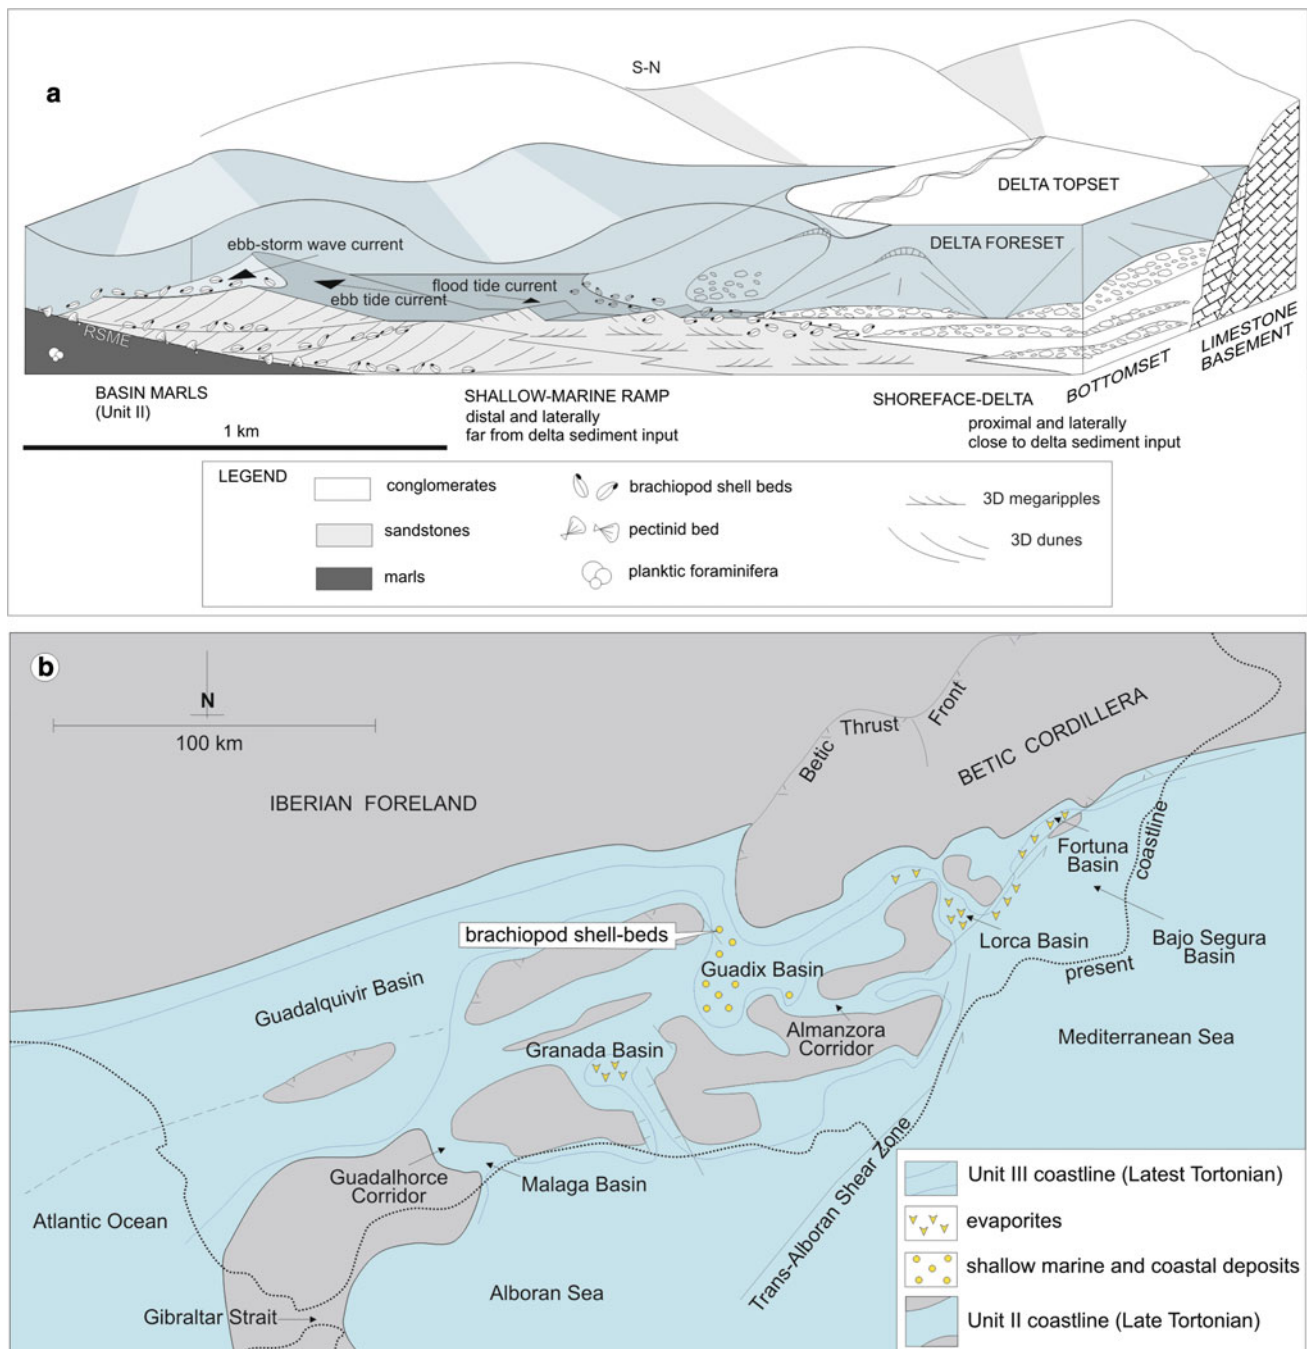 a
S-N
DELTA TOPSET
DELTA FORESET
ebb-storm wave current
flood tide current
ebb tide current
RSME
LIMESTONE
BASEMENT
BOTTOMSET
BASIN MARLS
(Unit II)
SHALLOW-MARINE RAMP
distal and laterally
far from delta sediment input
SHOREFACE-DELTA
proximal and laterally
close to delta sediment input
1 km
LEGEND
conglomerates
brachiopod shell beds
3D megaripples
sandstones
pectinid bed
3D dunes
marls
planktic foraminifera
b
N
100 km
Betic Thrust Front
BETIC CORDILLERA
IBERIAN FORELAND
Fortuna
Basin
coastline
brachiopod shell-beds
Lorca Basin
Bajo Segura
Basin
present
Guadix Basin
Guadalquivir Basin
Almanzora
Corridor
Mediterranean Sea
Granada Basin
Guadalhorce
Corridor
Malaga Basin
Trans-Alboran Shear Zone
Atlantic Ocean
Alboran Sea
Gibraltar Strait
Unit III coastline (Latest Tortonian)
evaporites
shallow marine and coastal deposits
Unit II coastline (Late Tortonian)